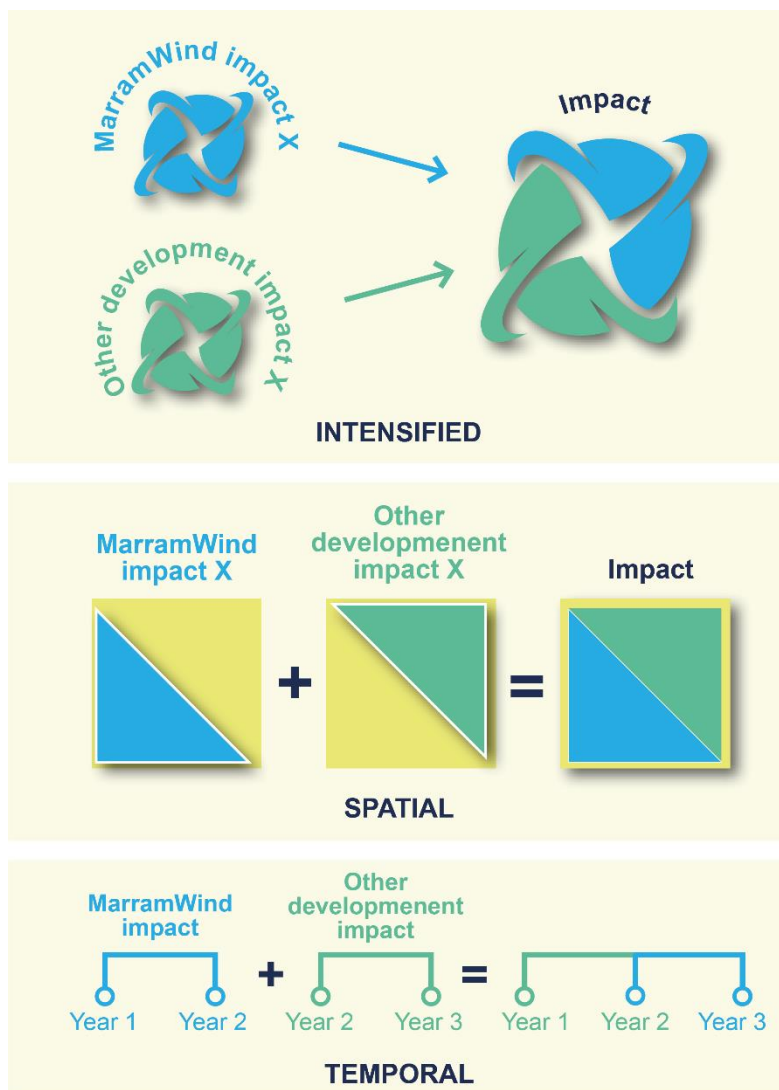 MarramWind impact X
Impact
Other development impact X
INTENSIFIED
MarramWind
impact X
Other
developmenent
impact X
Impact
+
=
SPATIAL
MarramWind
impact
Other
developmenent
impact
+
=
Year 1
Year 2
Year 2
Year 3
Year 1
Year 2
Year 3
TEMPORAL